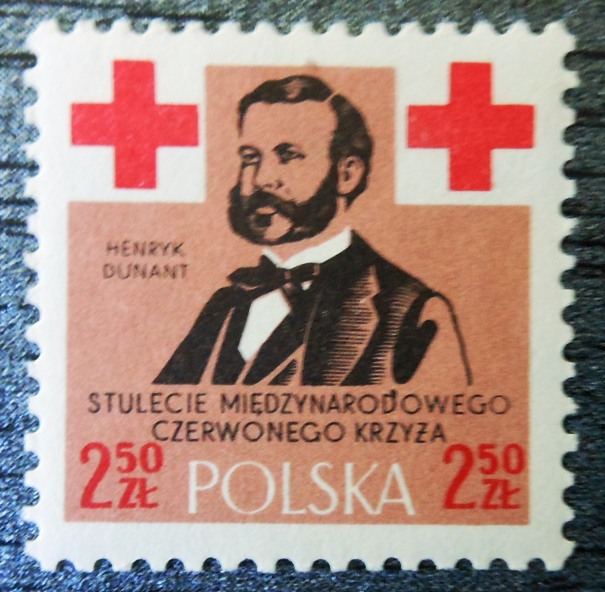 HENRYK
DUNANT
STULECIE MIĘDZYNARODOWEGO
CZERWONEGO KRZYŻA
2.50 ZŁ POLSKA 2.50 ZŁ